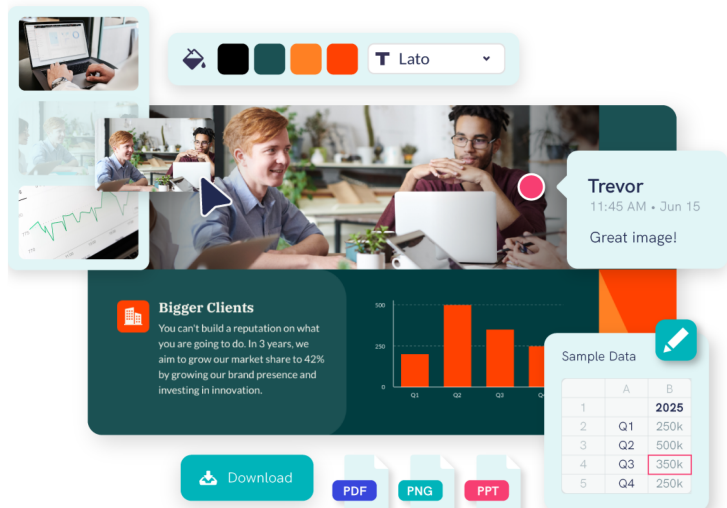 T Lato
Trevor
11:45 AM • Jun 15
Great image!
Bigger Clients
You can't build a reputation on what
you are going to do. In 3 years, we
aim to grow our market share to 42%
by growing our brand presence and
investing in innovation.
500
250
0
Q1 Q2 Q3
Sample Data
A B
1 2025
2 Q1 250k
3 Q2 500k
4 Q3 350k
5 Q4 250k
Download
PDF PNG PPT